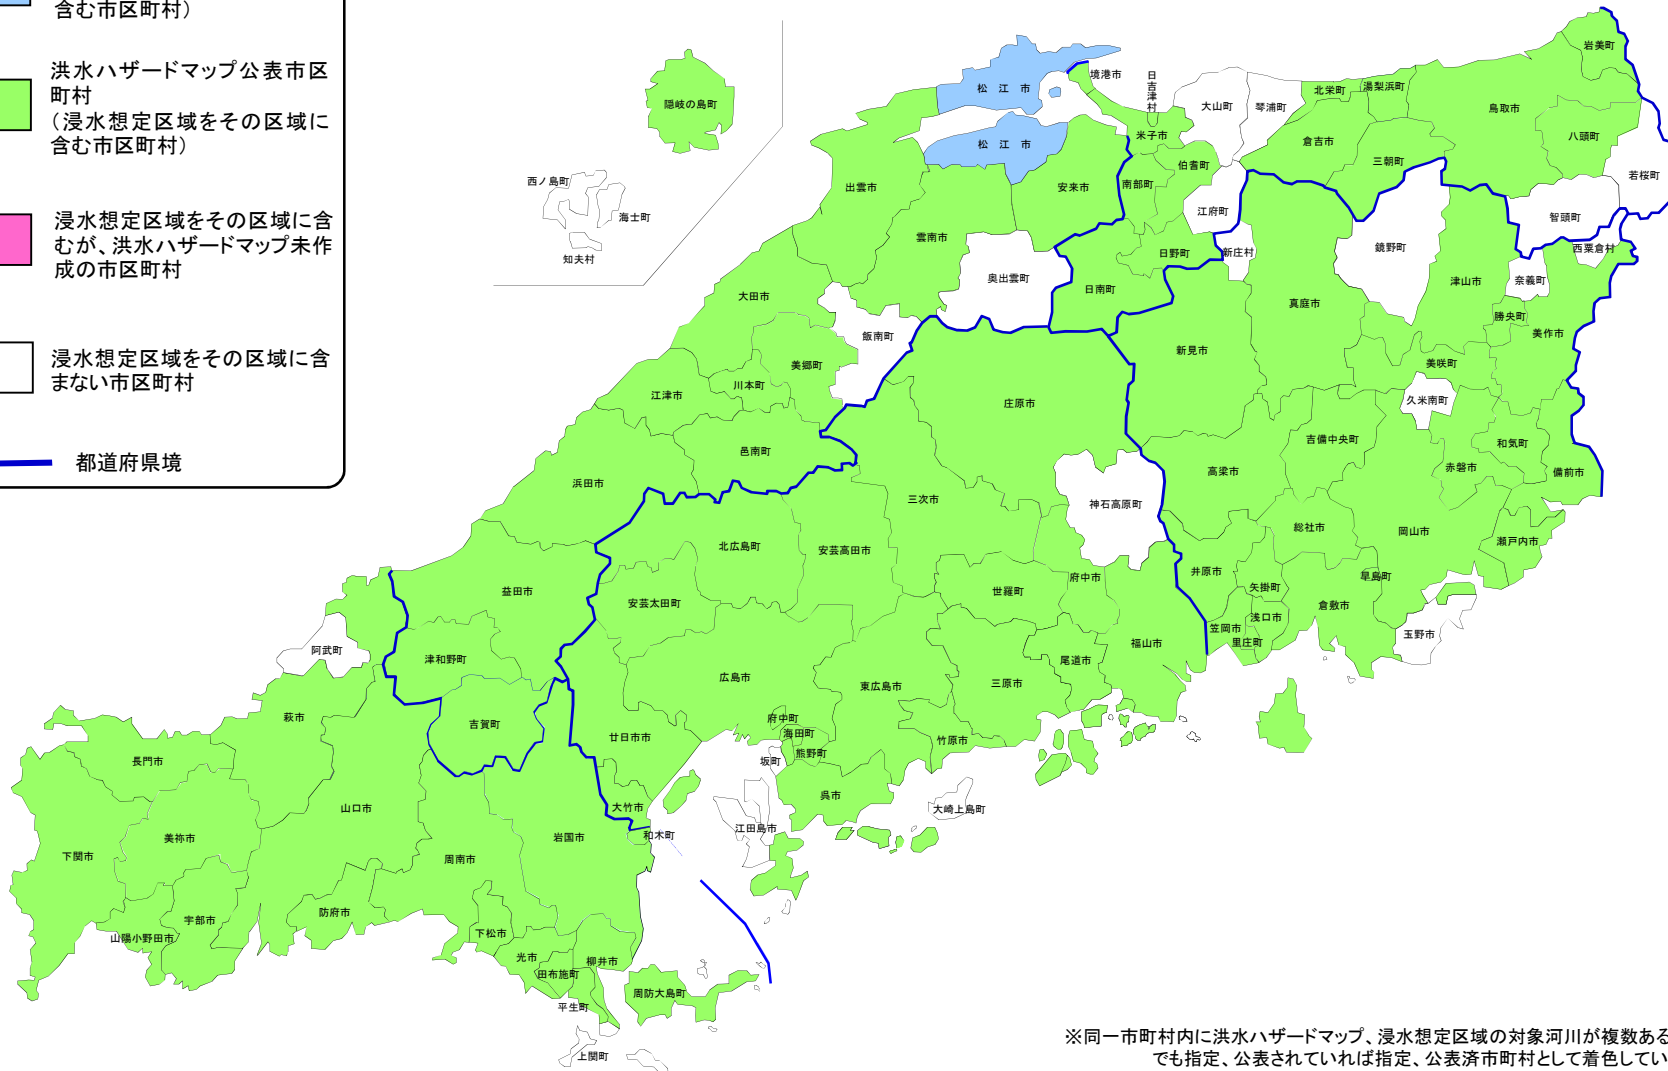 含む市区町村）
洪水ハザードマップ公表市区
町村
（浸水想定区域をその区域に
含む市区町村）
浸水想定区域をその区域に含
むが、洪水ハザードマップ未作
成の市区町村
浸水想定区域をその区域に含
まない市区町村
都道府県境
隠岐の島町
西ノ島町
海士町
知夫村
松江市
松江市
境港市
日吉津村
大山町
琴浦町
北栄町
湯梨浜町
岩美町
鳥取市
八頭町
若桜町
智頭町
米子市
倉吉市
三朝町
伯耆町
南部町
江府町
日野町
日南町
安来市
出雲市
雲南市
奥出雲町
大田市
飯南町
美郷町
川本町
江津市
邑南町
浜田市
益田市
津和野町
吉賀町
新庄村
鏡野町
西粟倉村
奈義町
津山市
勝央町
美作市
真庭市
新見市
美咲町
久米南町
吉備中央町
和気町
赤磐市
備前市
高梁市
総社市
岡山市
瀬戸内市
井原市
矢掛町
早島町
倉敷市
浅口市
笠岡市
里庄町
玉野市
庄原市
三次市
神石高原町
北広島町
安芸高田市
安芸太田町
世羅町
府中市
福山市
尾道市
三原市
東広島市
広島市
府中町
海田町
熊野町
坂町
竹原市
廿日市市
呉市
大崎上島町
江田島市
大竹市
和木町
阿武町
萩市
長門市
山口市
美祢市
下関市
宇部市
山陽小野田市
防府市
周南市
岩国市
下松市
光市
田布施町
柳井市
平生町
周防大島町
上関町
※同一市町村内に洪水ハザードマップ、浸水想定区域の対象河川が複数ある
でも指定、公表されていれば指定、公表済市町村として着色してい